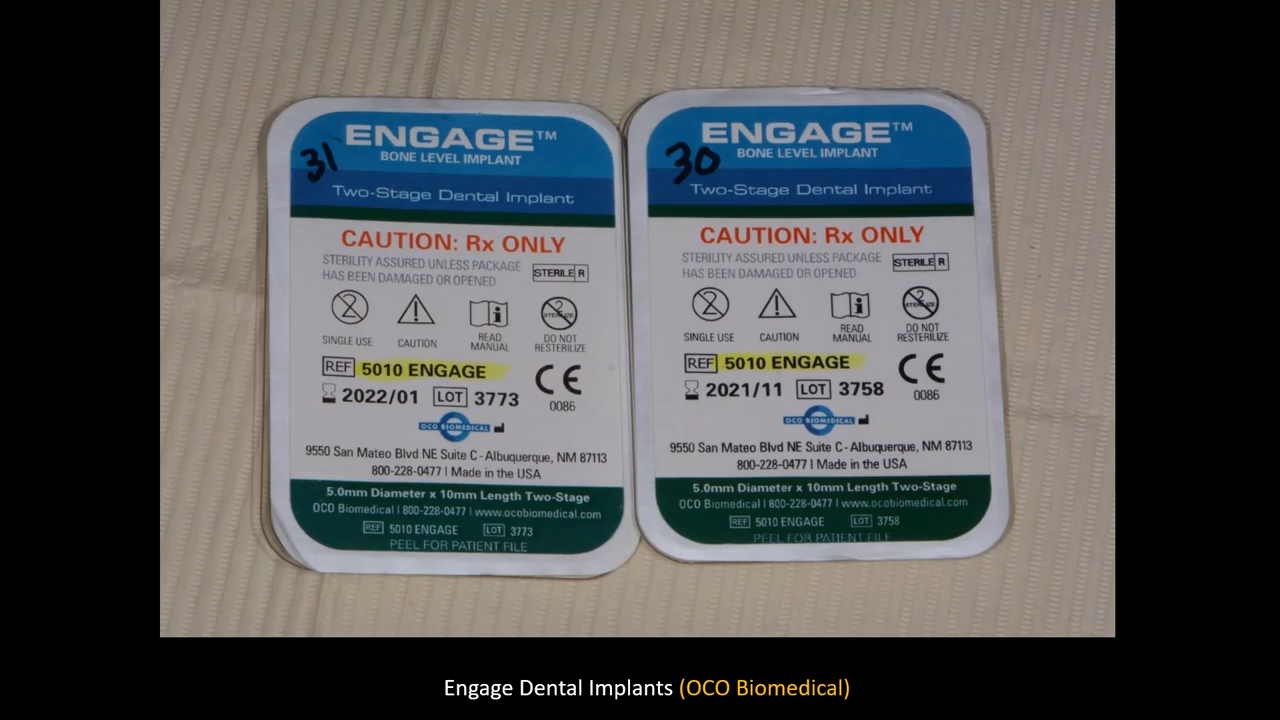 31
ENGAGE™
BONE LEVEL IMPLANT
Two-Stage Dental Implant
CAUTION: Rx ONLY
STERILITY ASSURED UNLESS PACKAGE
HAS BEEN DAMAGED OR OPENED
STERILE R
2
SINGLE USE
CAUTION
READ
MANUAL
2
STERILIZE
DO NOT
RESTERILIZE
REF 5010 ENGAGE
2022/01 LOT 3773
CE
0086
OCO BIOMEDICAL
9550 San Mateo Blvd NE Suite C - Albuquerque, NM 87113
800-228-0477 | Made in the USA
5.0mm Diameter x 10mm Length Two-Stage
OCO Biomedical | 800-228-0477 | www.ocobiomedical.com
REF 5010 ENGAGE LOT 3773
PEEL FOR PATIENT FILE
30
ENGAGE™
BONE LEVEL IMPLANT
Two-Stage Dental Implant
CAUTION: Rx ONLY
STERILITY ASSURED UNLESS PACKAGE
HAS BEEN DAMAGED OR OPENED
STERILE R
2
SINGLE USE
CAUTION
READ
MANUAL
2
STERILIZE
DO NOT
RESTERILIZE
REF 5010 ENGAGE
2021/11 LOT 3758
CE
0086
OCO BIOMEDICAL
9550 San Mateo Blvd NE Suite C - Albuquerque, NM 87113
800-228-0477 | Made in the USA
5.0mm Diameter x 10mm Length Two-Stage
OCO Biomedical | 800-228-0477 | www.ocobiomedical.com
REF 5010 ENGAGE LOT 3758
PEEL FOR PATIENT FILE
Engage Dental Implants (OCO Biomedical)